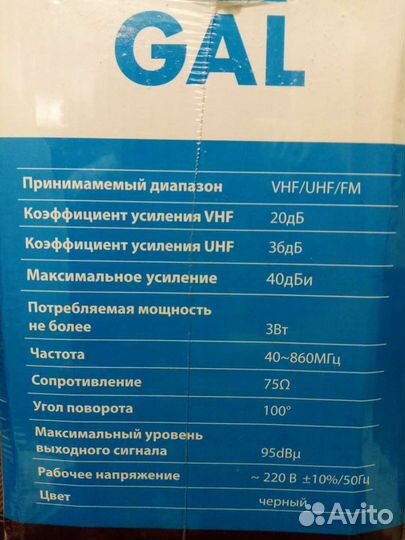 GAL
Принимамемый диапазон VHF/UHF/FM
Коэффициент усиления VHF 20дБ
Коэффициент усиления UHF 36дБ
Максимальное усиление 40дБи
Потребляемая мощность
не более 3Вт
Частота 40~860МГц
Сопротивление 75Ω
Угол поворота 100°
Максимальный уровень
выходного сигнала 95dBμ
Рабочее напряжение ~ 220 В ±10%/50Гц
Цвет черный
Avito